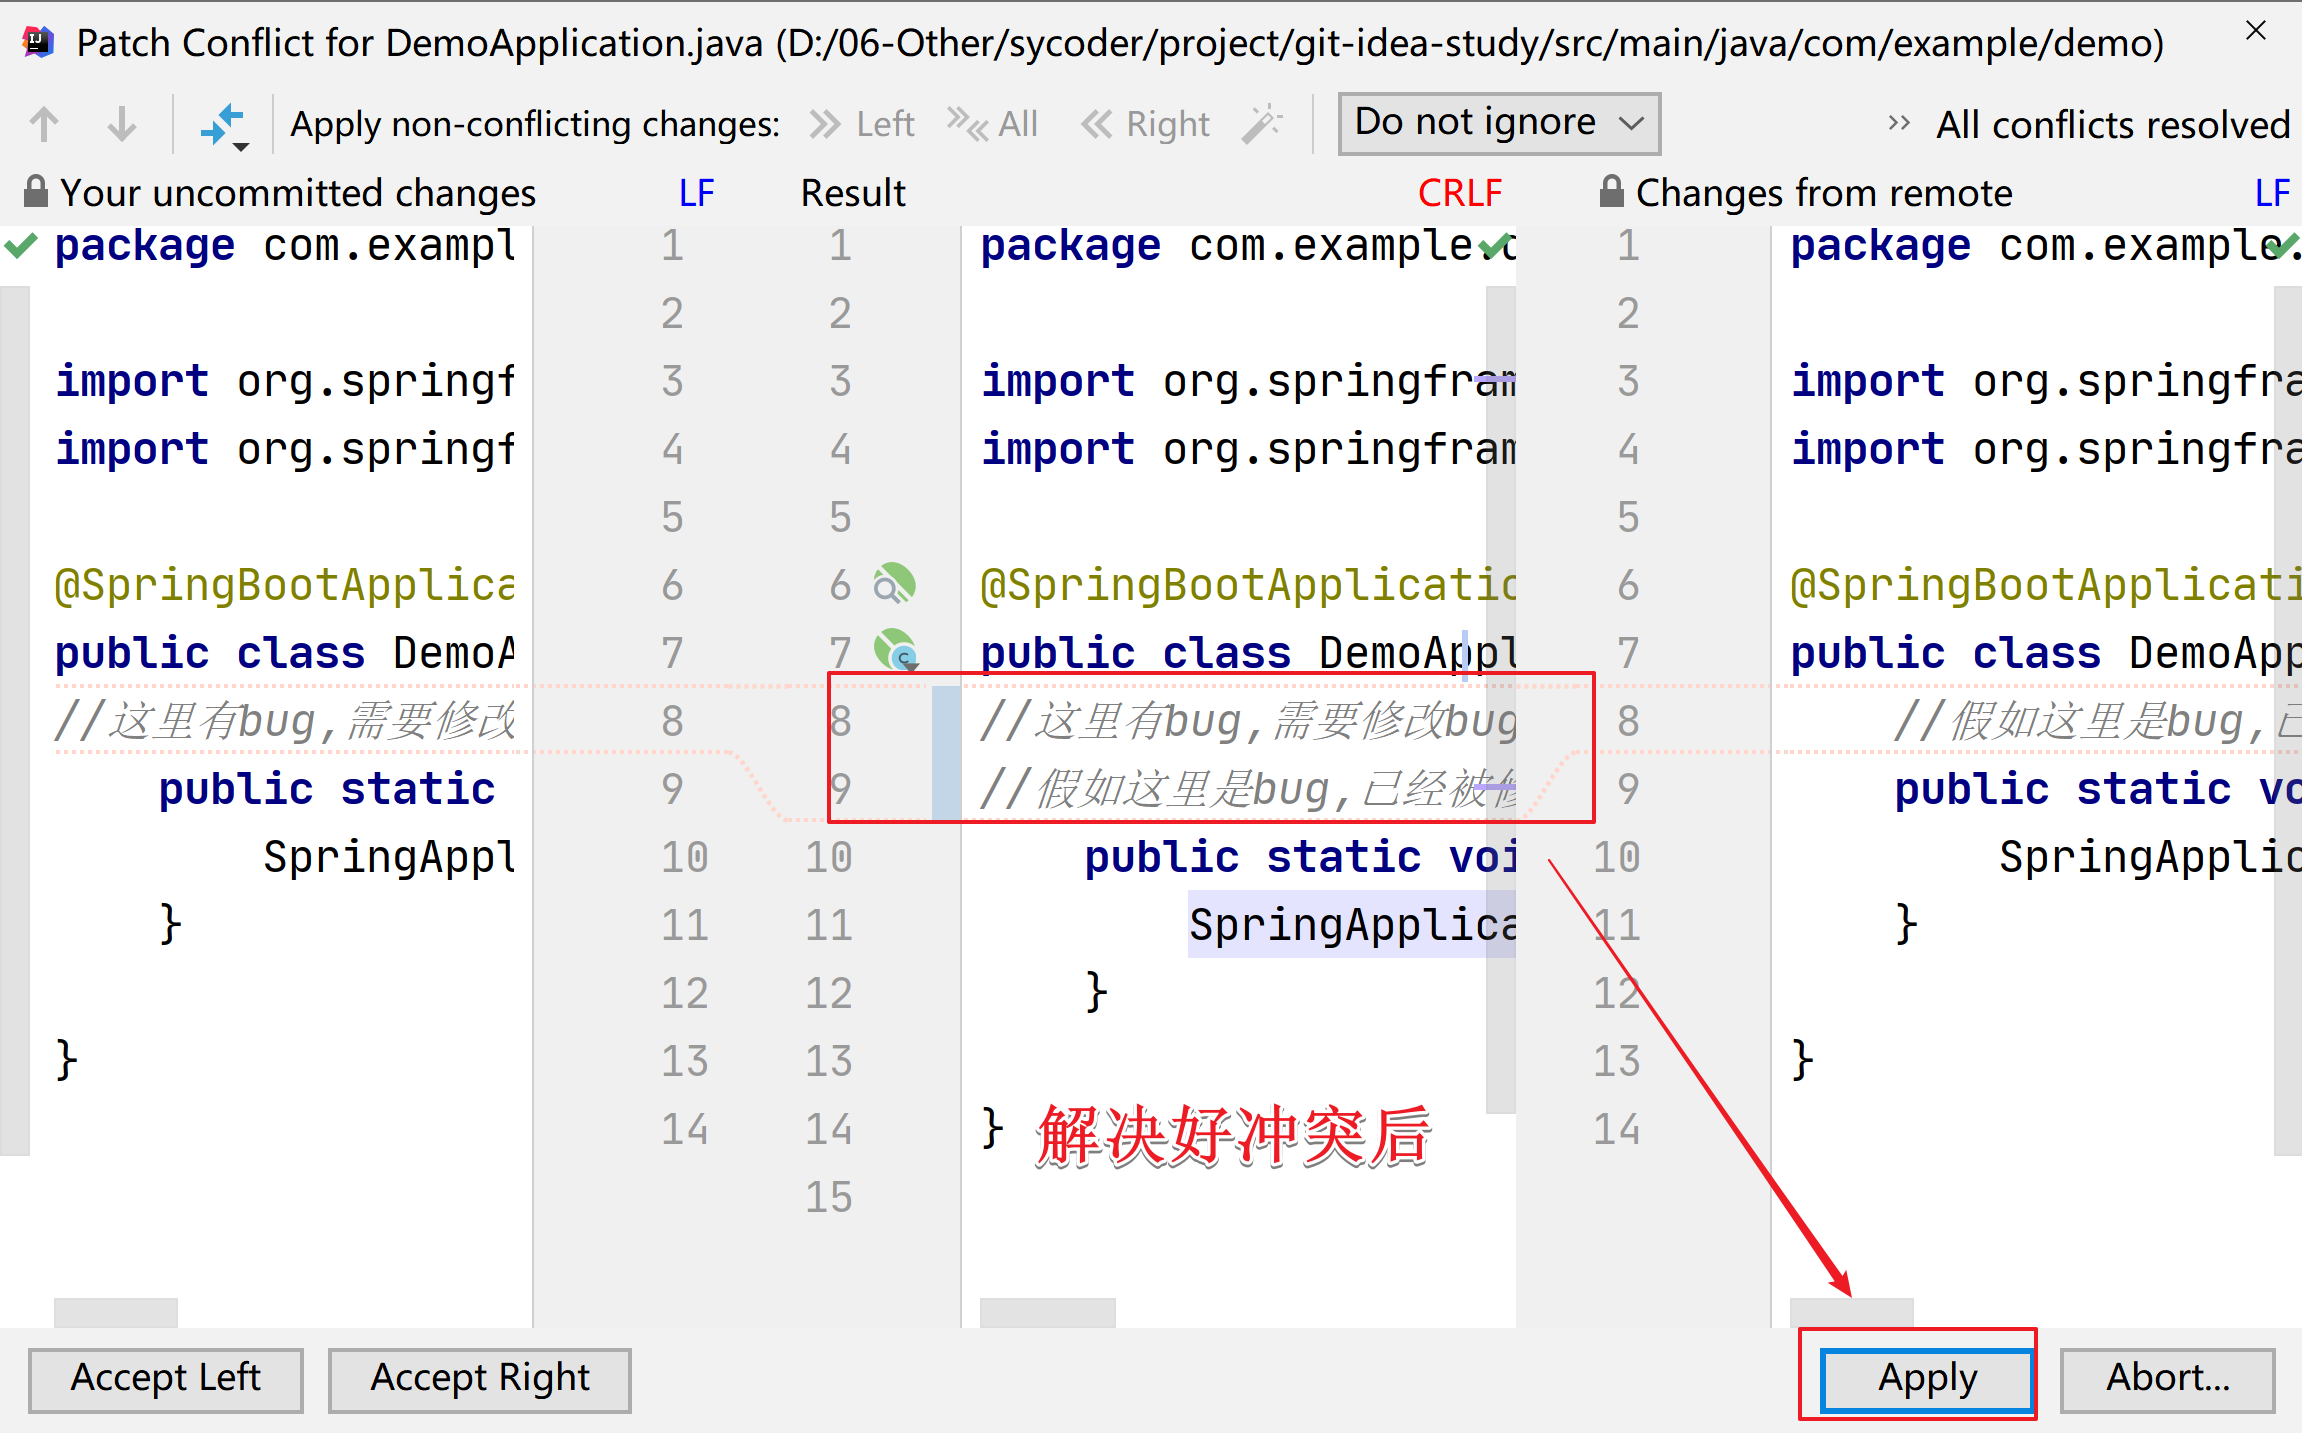 Patch Conflict for DemoApplication.java (D:/06-Other/sycoder/project/git-idea-study/src/main/java/com/example/demo)
Apply non-conflicting changes: Left All Right Do not ignore All conflicts resolved
Your uncommitted changes LF Result CRLF Changes from remote LF
package com.exampl 1 1 package com.example.d 1 package com.example.
2 2 2
import org.springf 3 3 import org.springfram 3 import org.springfra
import org.springf 4 4 import org.springfram 4 import org.springfra
5 5 5
@SpringBootApplica 6 6 @SpringBootApplicatio 6 @SpringBootApplicati
public class DemoA 7 7 public class DemoAppl 7 public class DemoApp
//这里有bug,需要修改 8 8 //这里有bug,需要修改bug 8 //假如这里是bug,已
public static 9 9 //假如这里是bug,已经被修 9 public static vo
SpringAppl 10 10 public static voi 10 SpringApplic
} 11 11 SpringApplica 11 }
12 12 } 12
} 13 13 13 }
14 14 } 解决好冲突后 14
15
Accept Left Accept Right Apply Abort...